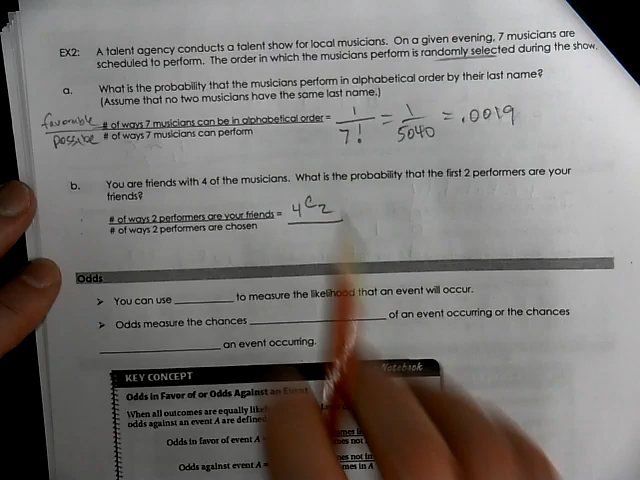 EX2: A talent agency conducts a talent show for local musicians. On a given evening, 7 musicians are
scheduled to perform. The order in which the musicians perform is randomly selected during the show.
a. What is the probability that the musicians perform in alphabetical order by their last name?
(Assume that no two musicians have the same last name.)
favorable # of ways 7 musicians can be in alphabetical order = 1 = 1 = .0019
possible # of ways 7 musicians can perform 7! 5040
b. You are friends with 4 of the musicians. What is the probability that the first 2 performers are your
friends?
# of ways 2 performers are your friends = 4C2
# of ways 2 performers are chosen
Odds
➢ You can use ________ to measure the likelihood that an event will occur.
➢ Odds measure the chances ________ of an event occurring or the chances
________ an event occurring.
KEY CONCEPT Notebook
Odds in Favor of or Odds Against an Event
When all outcomes are equally
odds against an event A are defined
Odds in favor of event A =
not
Odds against event A = not in
in A